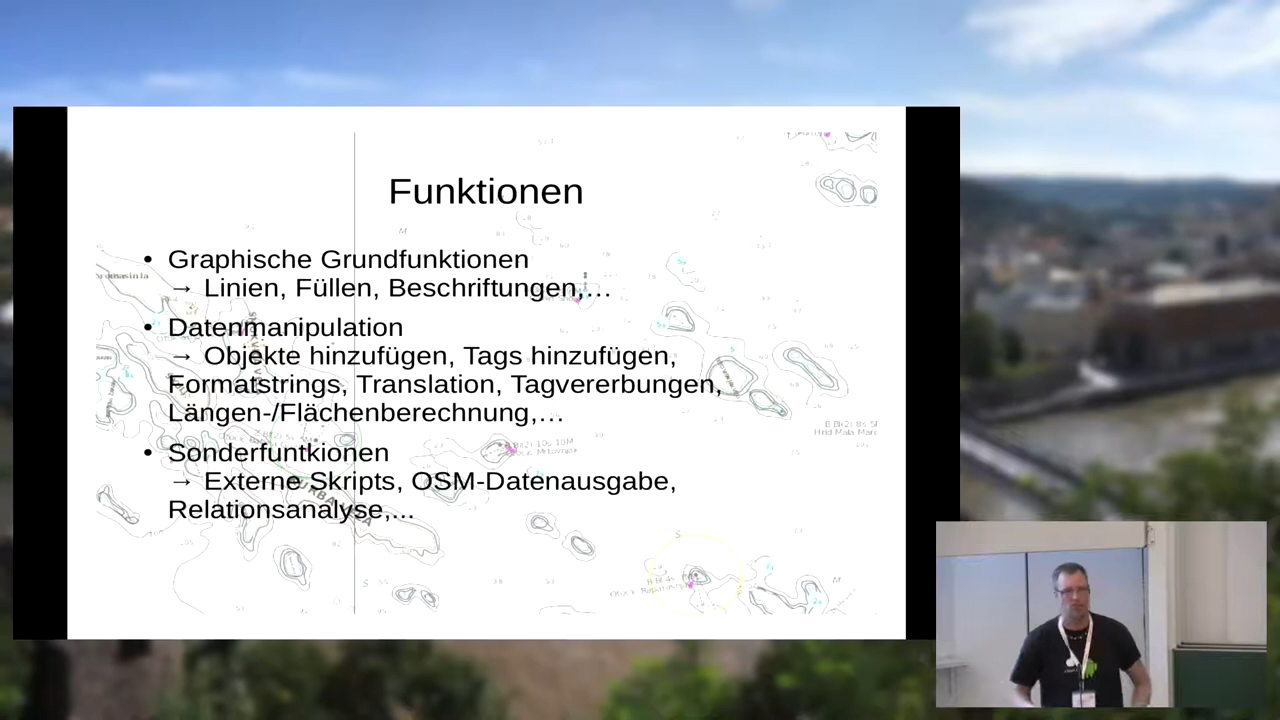 Funktionen
• Graphische Grundfunktionen
→ Linien, Füllen, Beschriftungen,…
• Datenmanipulation
→ Objekte hinzufügen, Tags hinzufügen,
Formatstrings, Translation, Tagvererbungen,
Längen-/Flächenberechnung,…
• Sonderfuntkionen
→ Externe Skripts, OSM-Datenausgabe,
Relationsanalyse,...